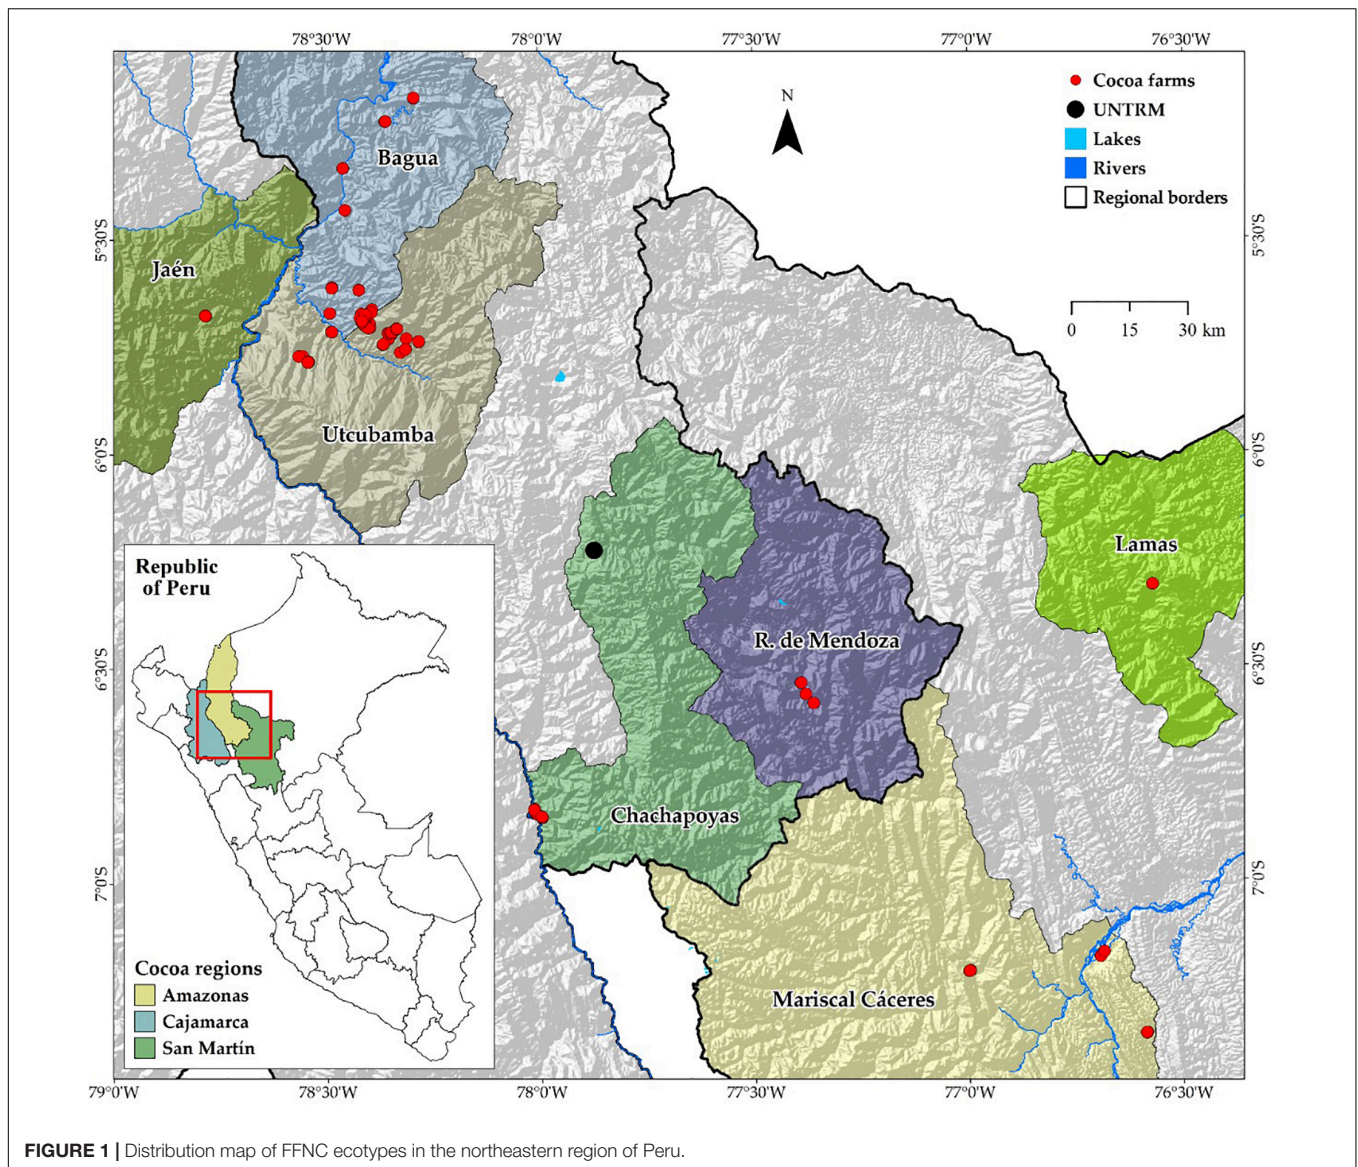 78°30'W 78°0'W 77°30'W 77°0'W 76°30'W
N
Cocoa farms
UNTRM
Lakes
Rivers
Regional borders
0 15 30 km
Bagua
Jaén
Utcubamba
Lamas
R. de Mendoza
Chachapoyas
Mariscal Cáceres
5°30'S
6°0'S
6°30'S
7°0'S
5°30'S
6°0'S
6°30'S
7°0'S
Republic
of Peru
Cocoa regions
Amazonas
Cajamarca
San Martín
79°0'W 78°30'W 78°0'W 77°30'W 77°0'W 76°30'W
FIGURE 1 | Distribution map of FFNC ecotypes in the northeastern region of Peru.